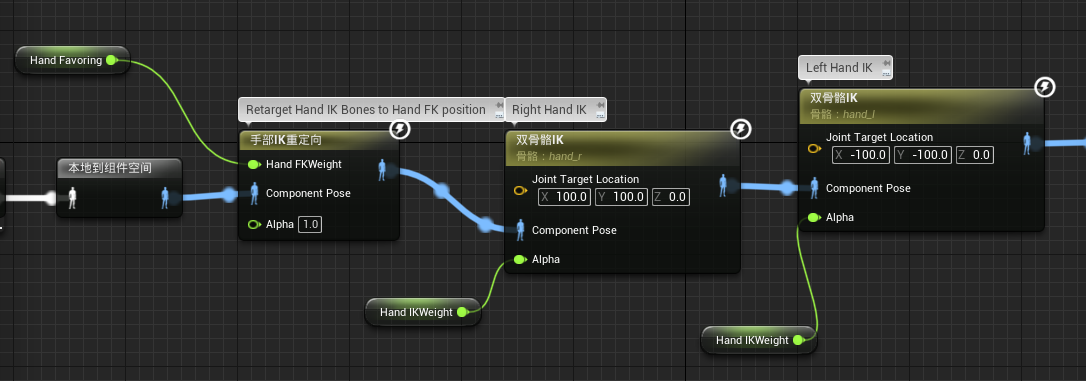 Hand Favoring
Retarget Hand IK Bones to Hand FK position
Right Hand IK
Left Hand IK
本地到组件空间
手部IK重定向
Hand FKWeight
Component Pose
Alpha 1.0
双骨骼IK
骨骼：hand_r
Joint Target Location
X 100.0 Y 100.0 Z 0.0
Component Pose
Alpha
Hand IKWeight
双骨骼IK
骨骼：hand_l
Joint Target Location
X -100.0 Y -100.0 Z 0.0
Component Pose
Alpha
Hand IKWeight